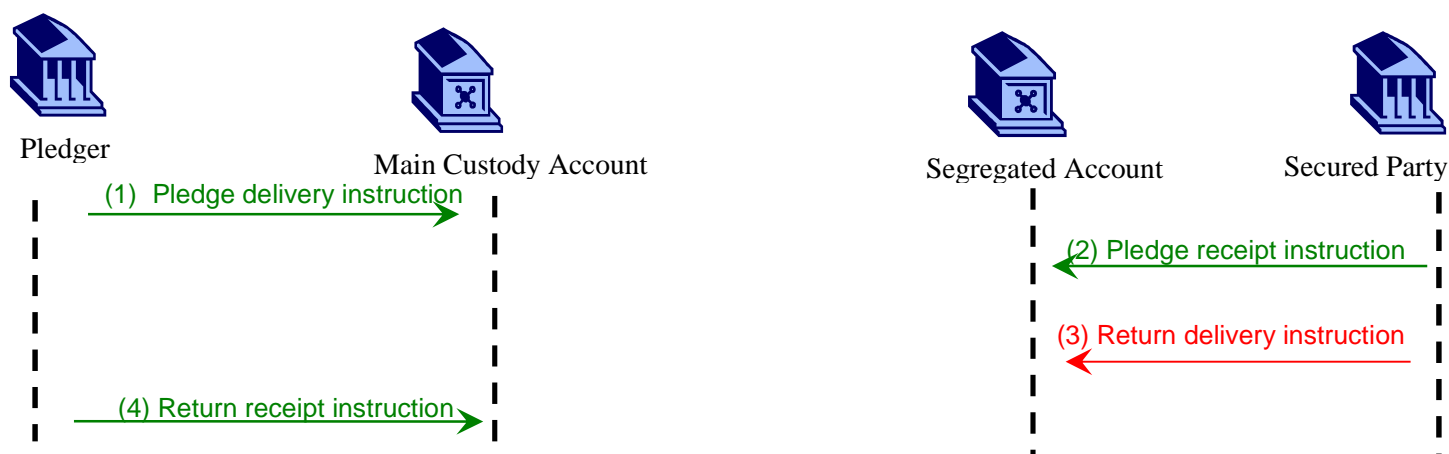 Pledger
Main Custody Account
Segregated Account
Secured Party
(1) Pledge delivery instruction
(2) Pledge receipt instruction
(3) Return delivery instruction
(4) Return receipt instruction